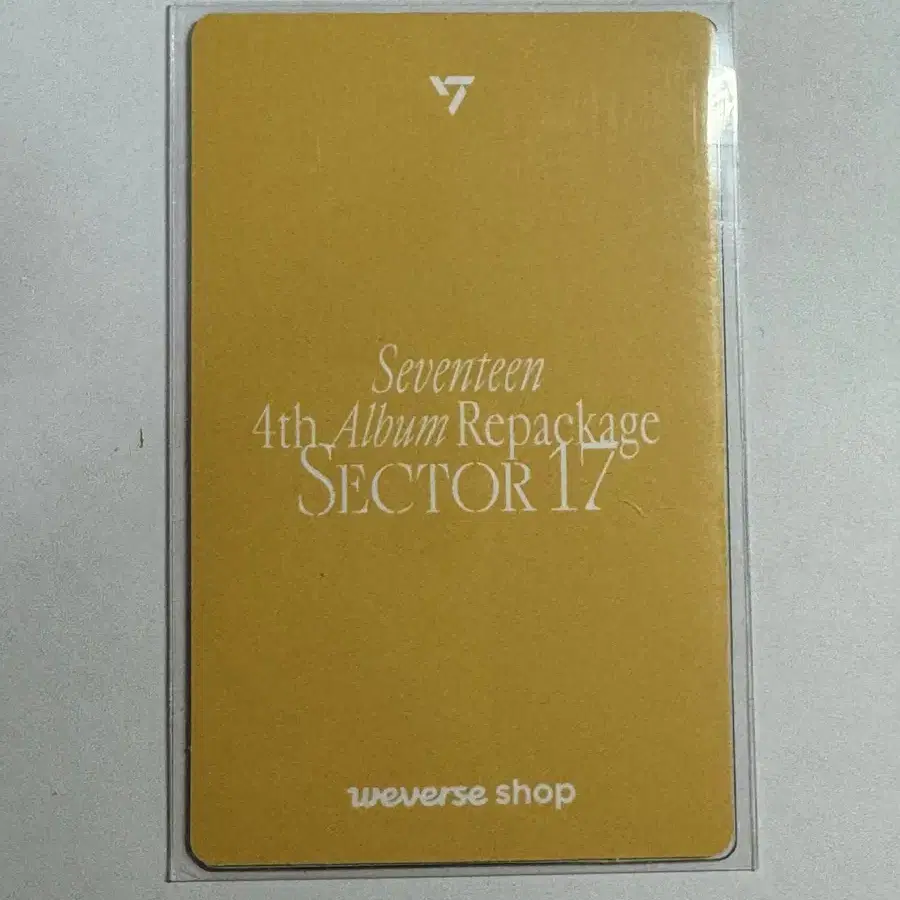 Seventeen
4th Album Repackage
SECTOR 17
weverse shop